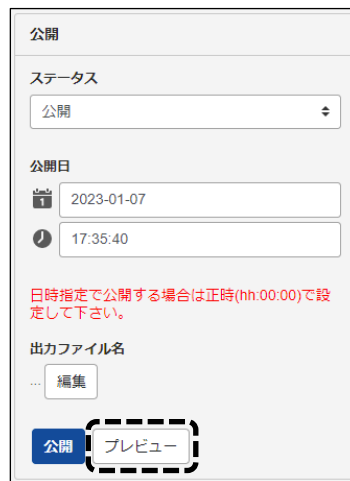 公開
ステータス
公開
公開日
1
2023-01-07
17:35:40
日時指定で公開する場合は正時(hh:00:00)で設
定して下さい。
出力ファイル名
... 編集
公開 プレビュー